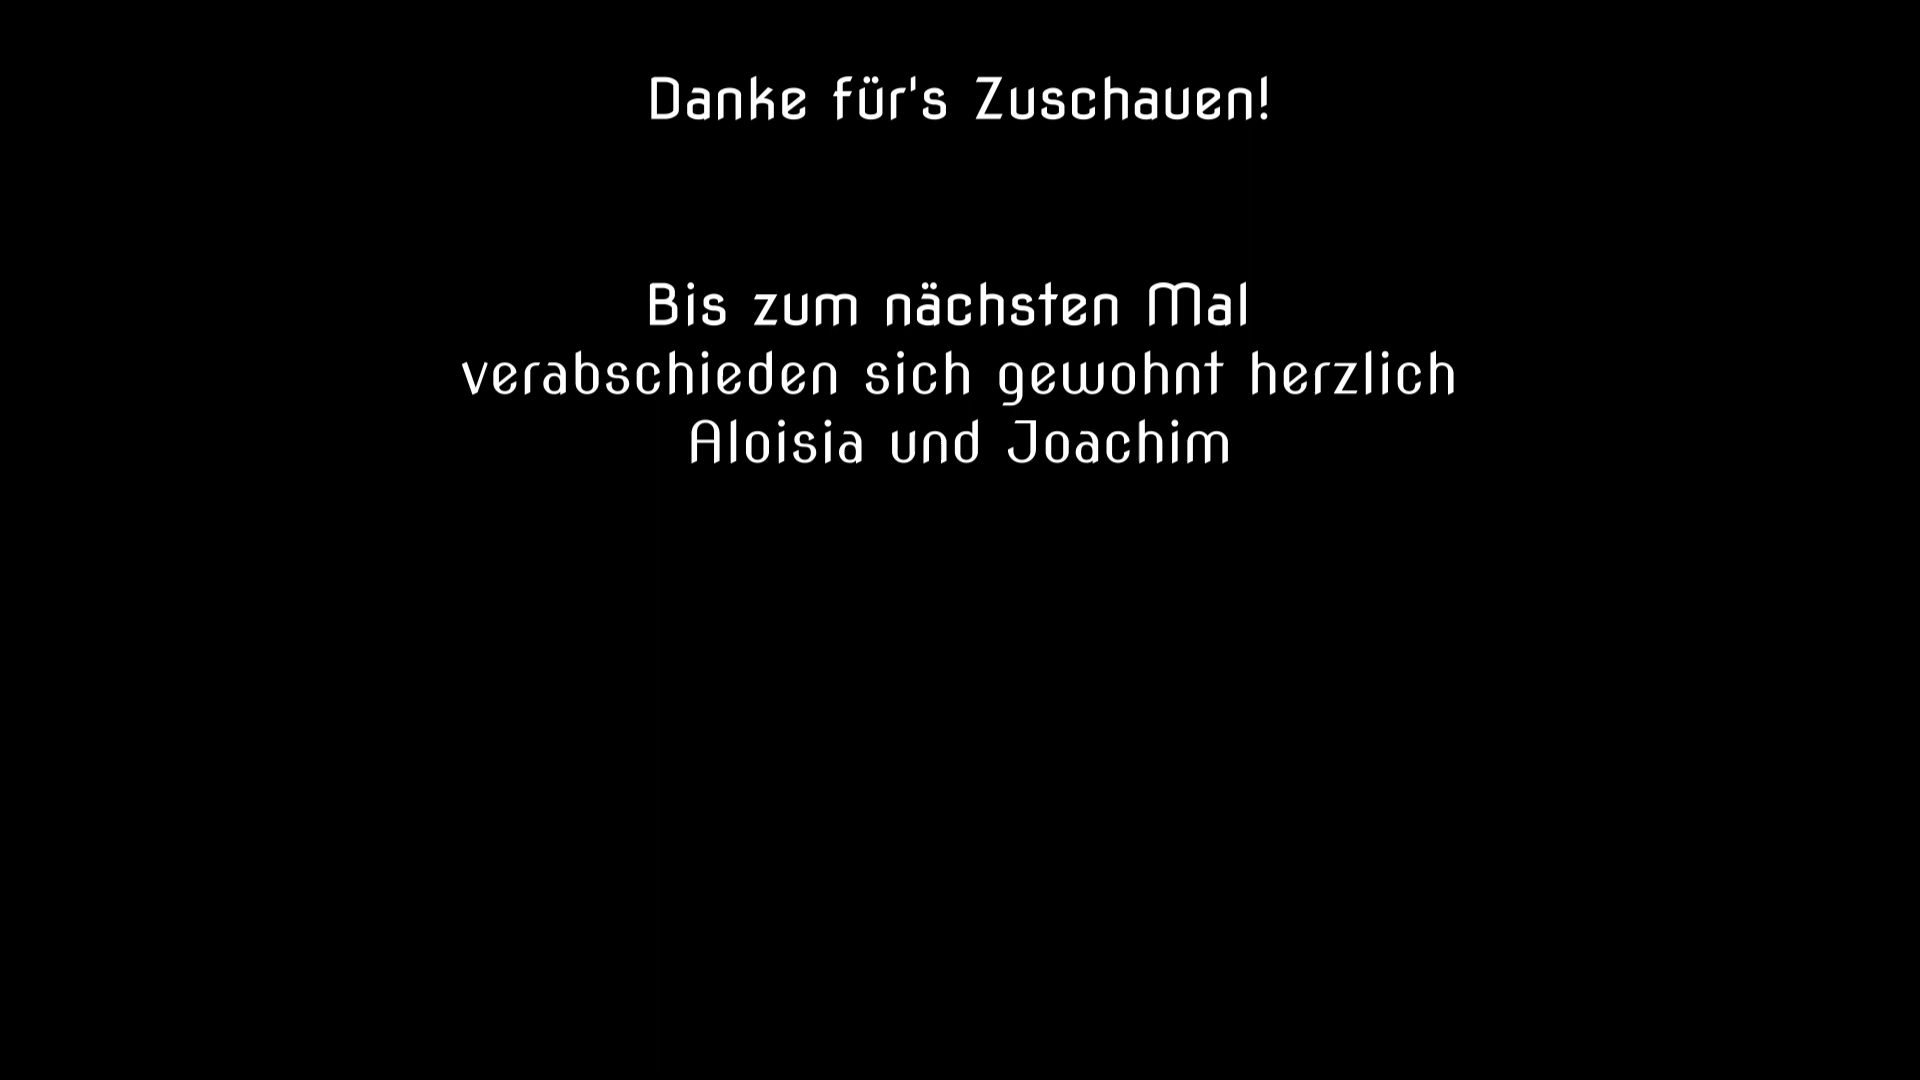 Danke für's Zuschauen!
Bis zum nächsten Mal
verabschieden sich gewohnt herzlich
Aloisia und Joachim